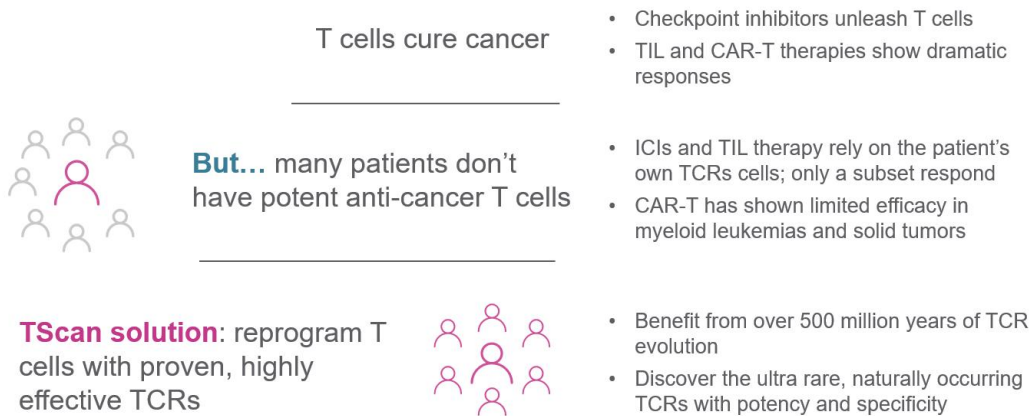 T cells cure cancer
• Checkpoint inhibitors unleash T cells
• TIL and CAR-T therapies show dramatic
responses
But… many patients don’t
have potent anti-cancer T cells
• ICIs and TIL therapy rely on the patient’s
own TCRs cells; only a subset respond
• CAR-T has shown limited efficacy in
myeloid leukemias and solid tumors
TScan solution: reprogram T
cells with proven, highly
effective TCRs
• Benefit from over 500 million years of TCR
evolution
• Discover the ultra rare, naturally occurring
TCRs with potency and specificity